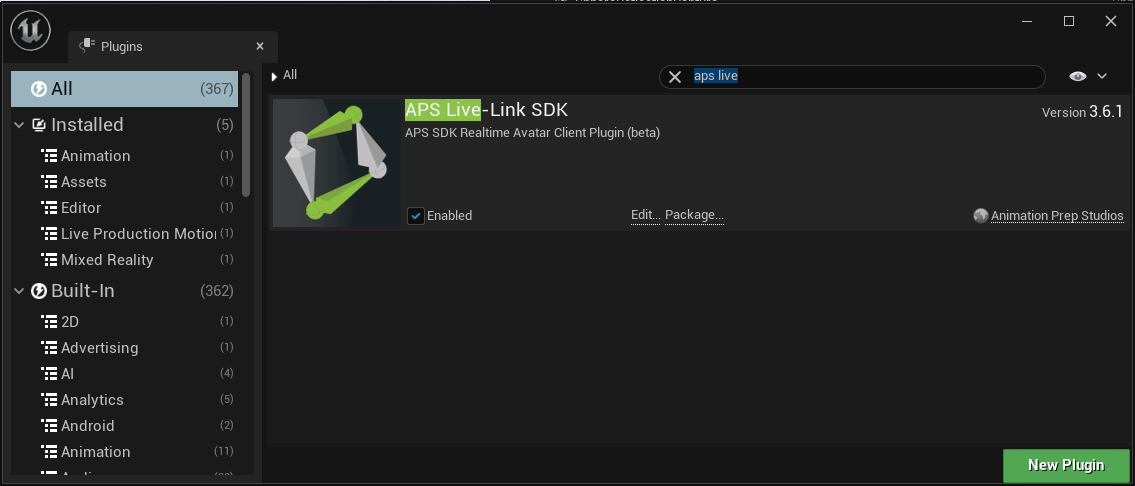 Plugins
All (367)
Installed (5)
Animation (1)
Assets (1)
Editor (1)
Live Production Motion (1)
Mixed Reality (1)
Built-In (362)
2D (1)
Advertising (1)
AI (4)
Analytics (5)
Android (2)
Animation (11)
All
aps live
APS Live-Link SDK
Version 3.6.1
APS SDK Realtime Avatar Client Plugin (beta)
Enabled
Edit... Package...
Animation Prep Studios
New Plugin